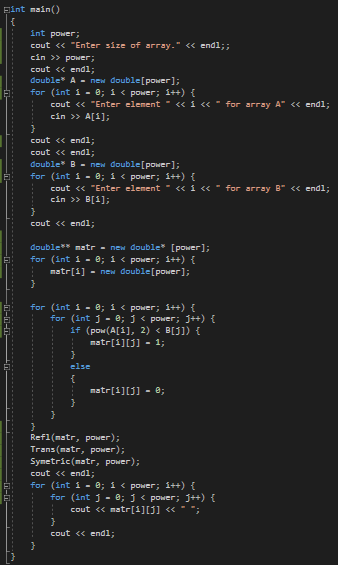 int main()
{
int power;
cout << "Enter size of array." << endl;;
cin >> power;
cout << endl;
double* A = new double[power];
for (int i = 0; i < power; i++) {
cout << "Enter element " << i << " for array A" << endl;
cin >> A[i];
}
cout << endl;
cout << endl;
double* B = new double[power];
for (int i = 0; i < power; i++) {
cout << "Enter element " << i << " for array B" << endl;
cin >> B[i];
}
cout << endl;
double** matr = new double* [power];
for (int i = 0; i < power; i++) {
matr[i] = new double[power];
}
for (int i = 0; i < power; i++) {
for (int j = 0; j < power; j++) {
if (pow(A[i], 2) < B[j]) {
matr[i][j] = 1;
}
else
{
matr[i][j] = 0;
}
}
}
Refl(matr, power);
Trans(matr, power);
Symetric(matr, power);
cout << endl;
for (int i = 0; i < power; i++) {
for (int j = 0; j < power; j++) {
cout << matr[i][j] << " ";
}
cout << endl;
}
}